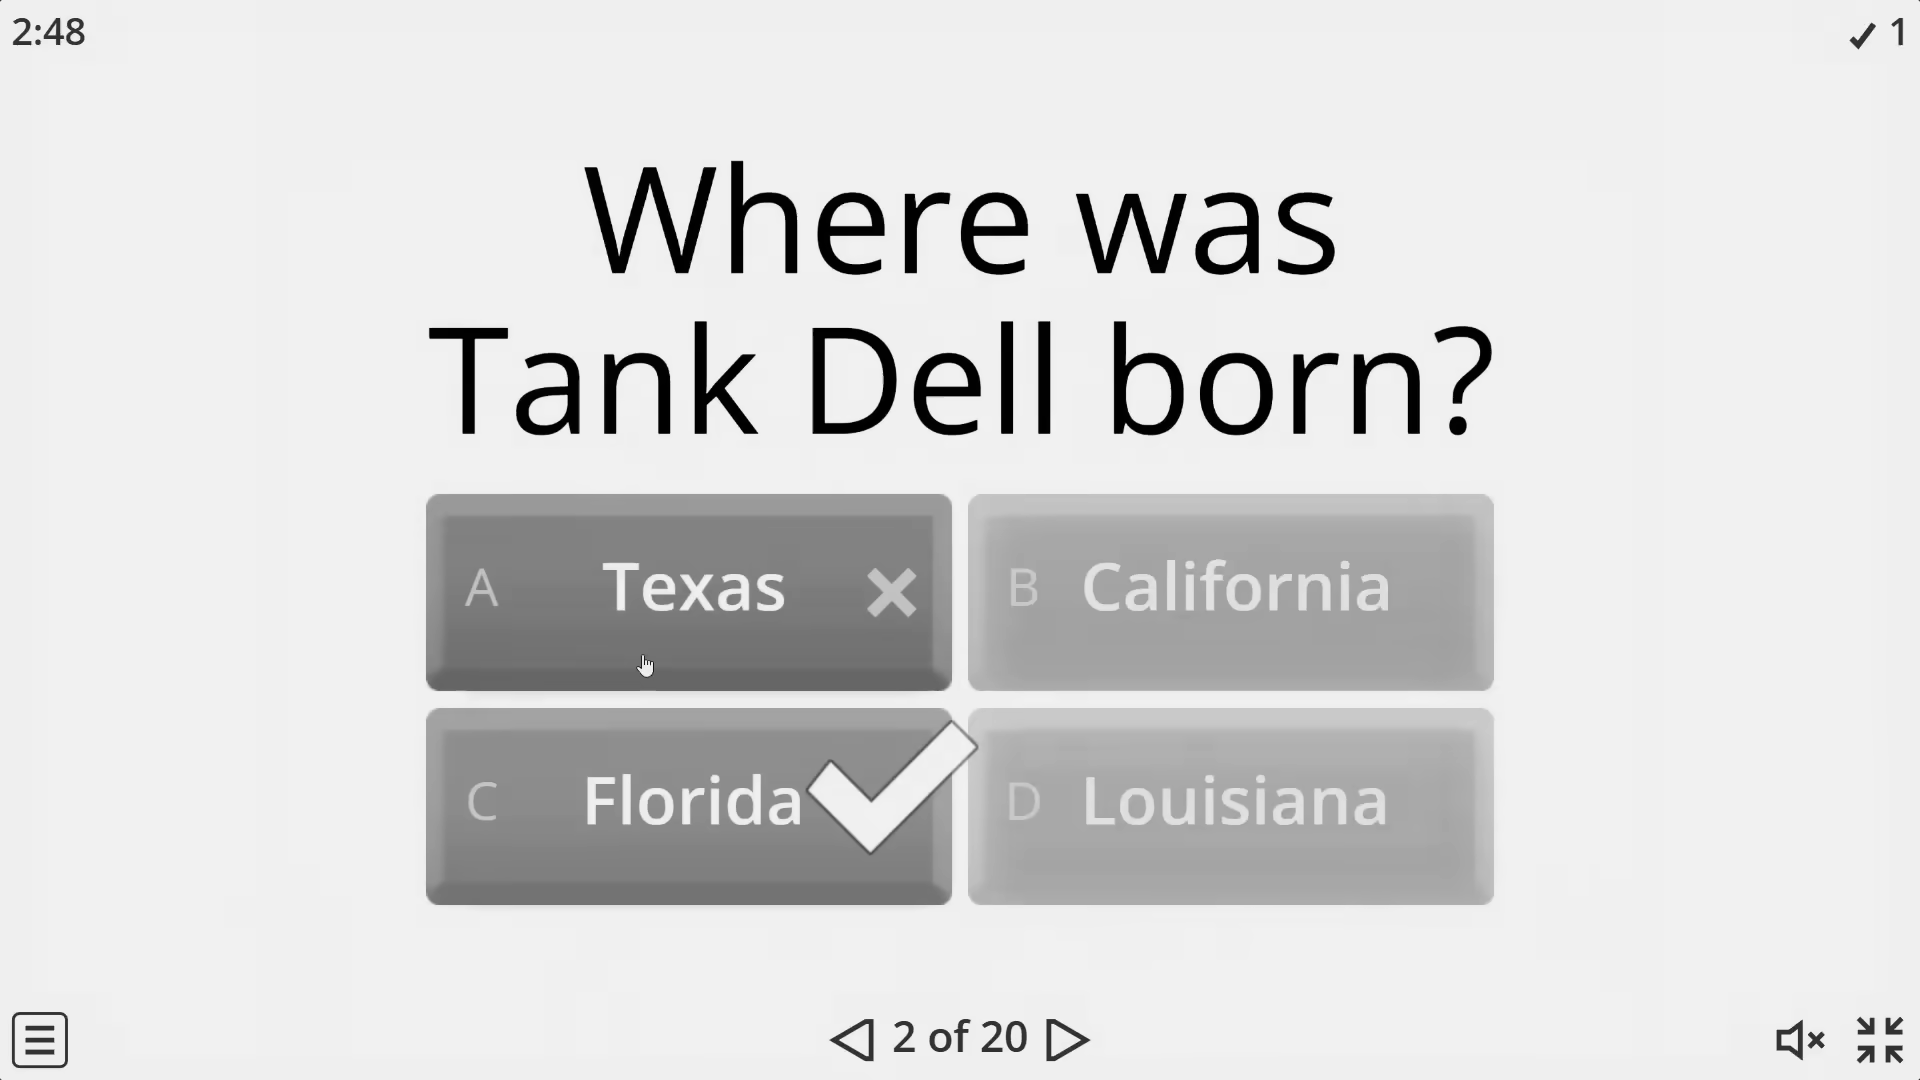 2:48
1
Where was
Tank Dell born?
A Texas
B California
C Florida
D Louisiana
2 of 20